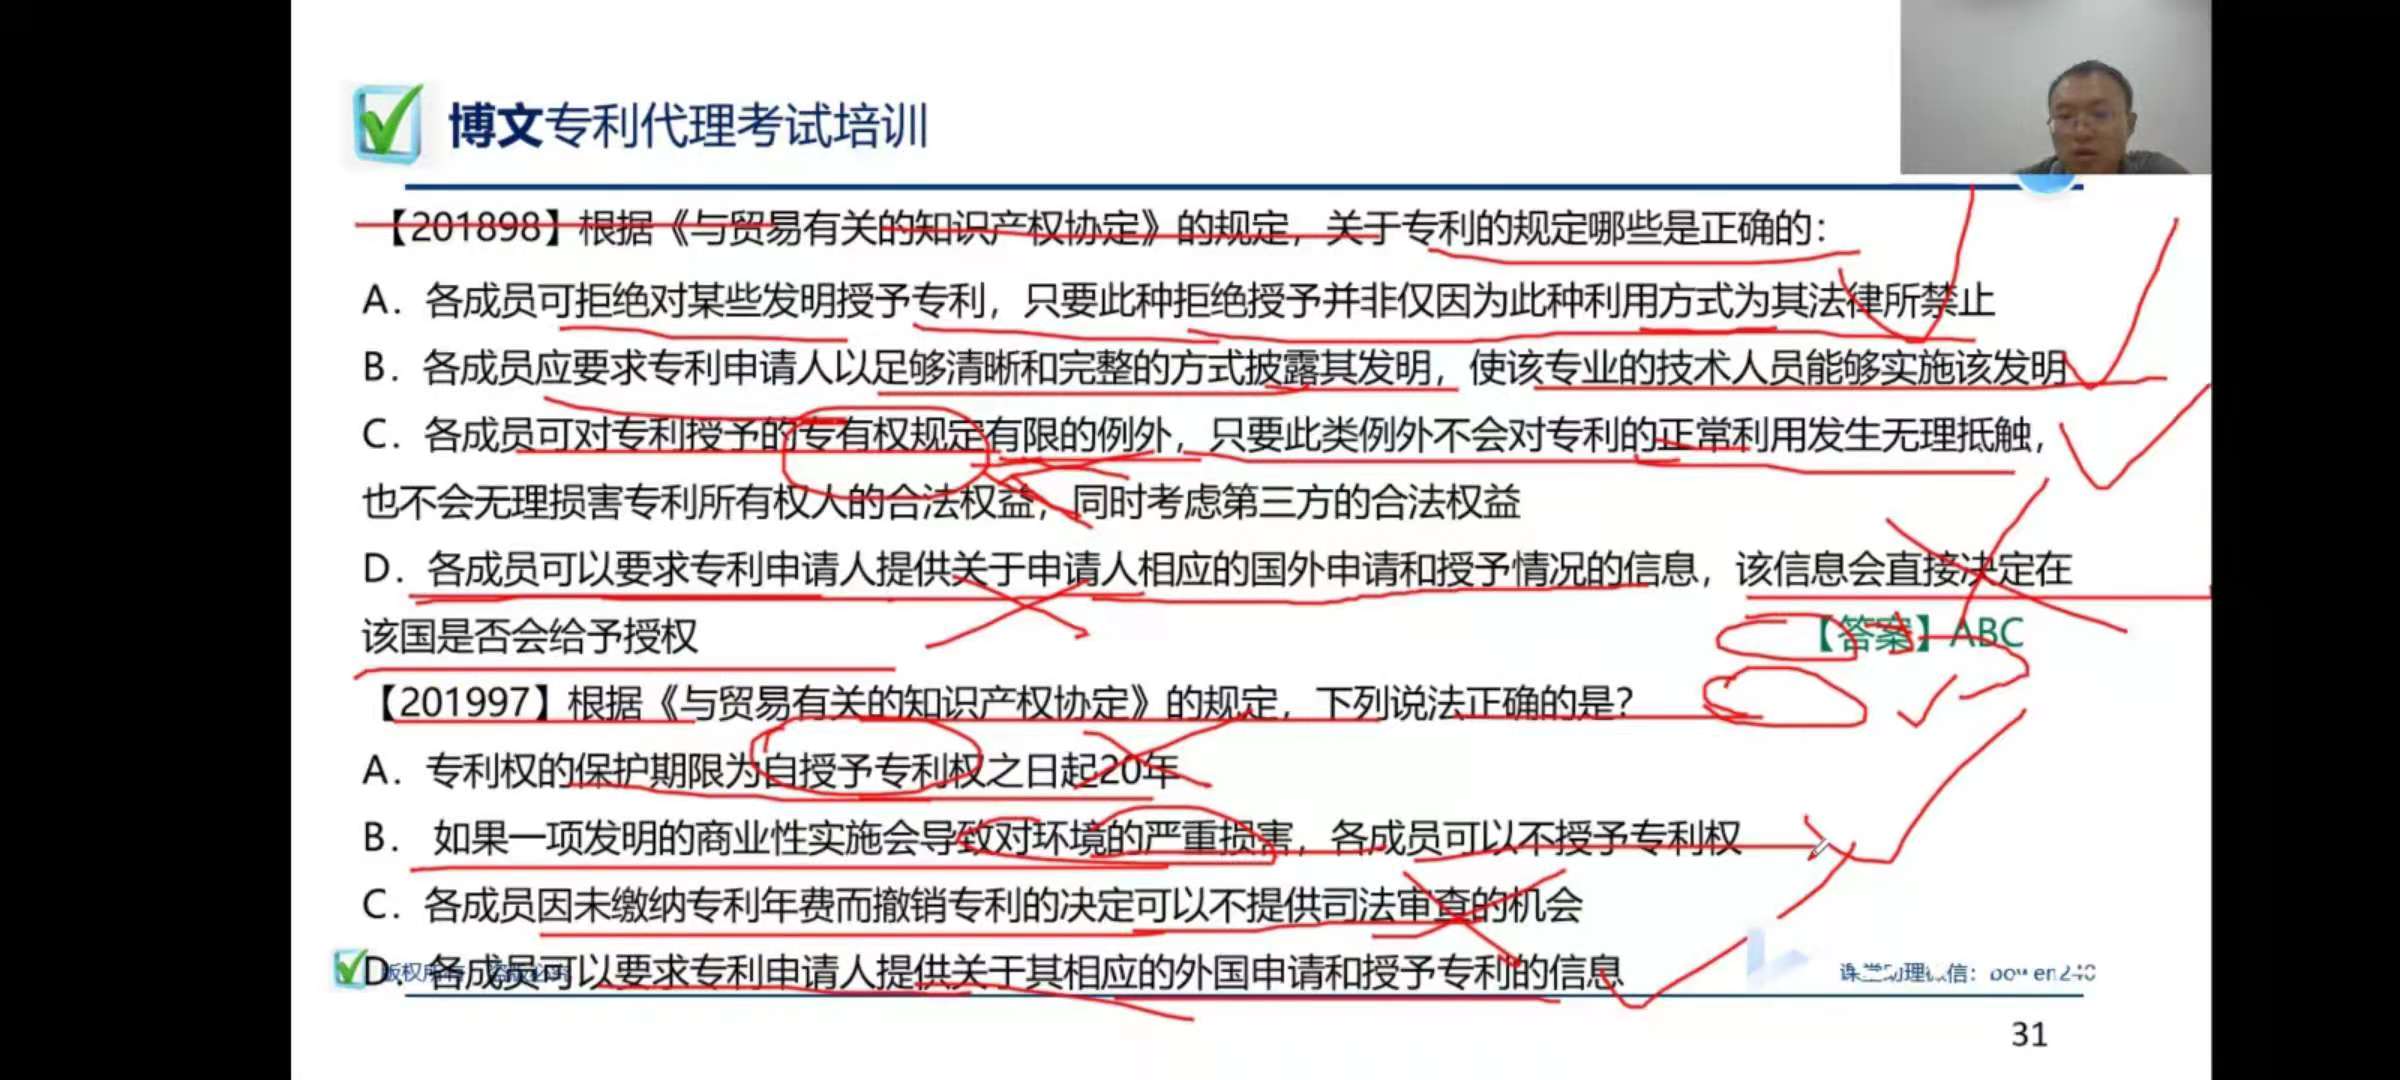 博文专利代理考试培训
【201898】根据《与贸易有关的知识产权协定》的规定，关于专利的规定哪些是正确的：
A. 各成员可拒绝对某些发明授予专利，只要此种拒绝授予并非仅因为此种利用方式为其法律所禁止
B. 各成员应要求专利申请人以足够清晰和完整的方式披露其发明，使该专业的技术人员能够实施该发明
C. 各成员可对专利授予的专有权规定有限的例外，只要此类例外不会对专利的正常利用发生无理抵触，
也不会无理损害专利所有权人的合法权益，同时考虑第三方的合法权益
D. 各成员可以要求专利申请人提供关于申请人相应的国外申请和授予情况的信息，该信息会直接决定在
该国是否会给予授权
【答案】ABC
【201997】根据《与贸易有关的知识产权协定》的规定，下列说法正确的是？
A. 专利权的保护期限为自授予专利权之日起20年
B. 如果一项发明的商业性实施会导致对环境的严重损害，各成员可以不授予专利权
C. 各成员因未缴纳专利年费而撤销专利的决定可以不提供司法审查的机会
D. 各成员可以要求专利申请人提供关于其相应的外国申请和授予专利的信息
课堂助理微信：
31